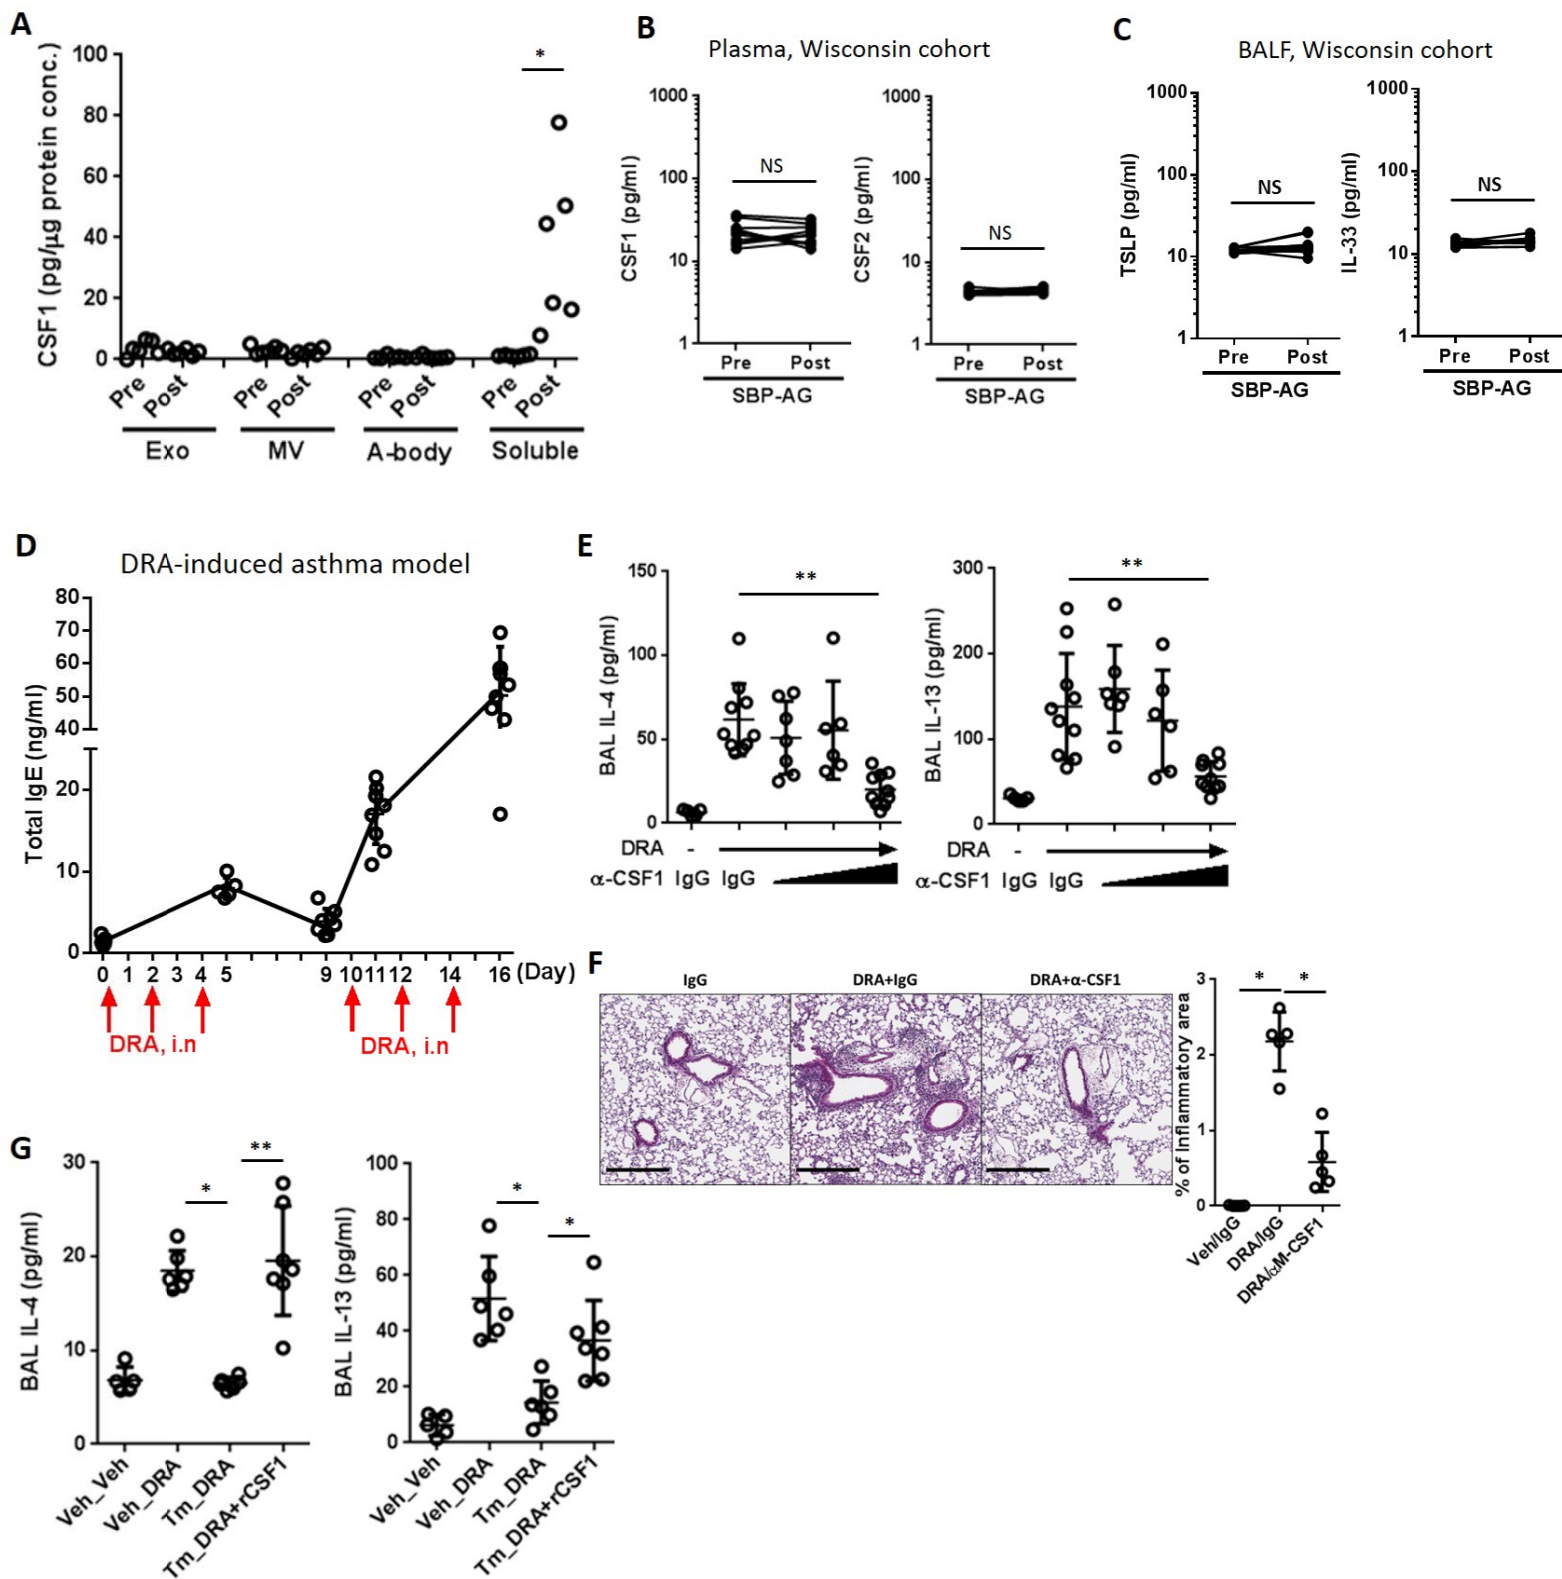 A
CSF1 (pg/μg protein conc.)
100
80
60
40
20
0
*
Pre Post Pre Post Pre Post Pre Post
Exo MV A-body Soluble
B
Plasma, Wisconsin cohort
CSF1 (pg/ml)
1000
100
10
1
NS
Pre Post
SBP-AG
CSF2 (pg/ml)
1000
100
10
1
NS
Pre Post
SBP-AG
C
BALF, Wisconsin cohort
TSLP (pg/ml)
1000
100
10
1
NS
Pre Post
SBP-AG
IL-33 (pg/ml)
1000
100
10
1
NS
Pre Post
SBP-AG
D
DRA-induced asthma model
Total IgE (ng/ml)
80
70
60
50
40
20
10
0
0 1 2 3 4 5 9 10 11 12 14 16 (Day)
DRA, i.n DRA, i.n
E
BAL IL-4 (pg/ml)
150
100
50
0
**
DRA -
α-CSF1 IgG IgG
BAL IL-13 (pg/ml)
300
200
100
0
**
DRA -
α-CSF1 IgG IgG
F
IgG DRA+IgG DRA+α-CSF1
% of Inflammatory area
3
2
1
0
* *
Veh/IgG
DRA/IgG
DRA/αM-CSF1
G
BAL IL-4 (pg/ml)
30
20
10
0
* **
Veh_Veh
Veh_DRA
Tm_DRA
Tm_DRA+rCSF1
BAL IL-13 (pg/ml)
100
80
60
40
20
0
* *
Veh_Veh
Veh_DRA
Tm_DRA
Tm_DRA+rCSF1